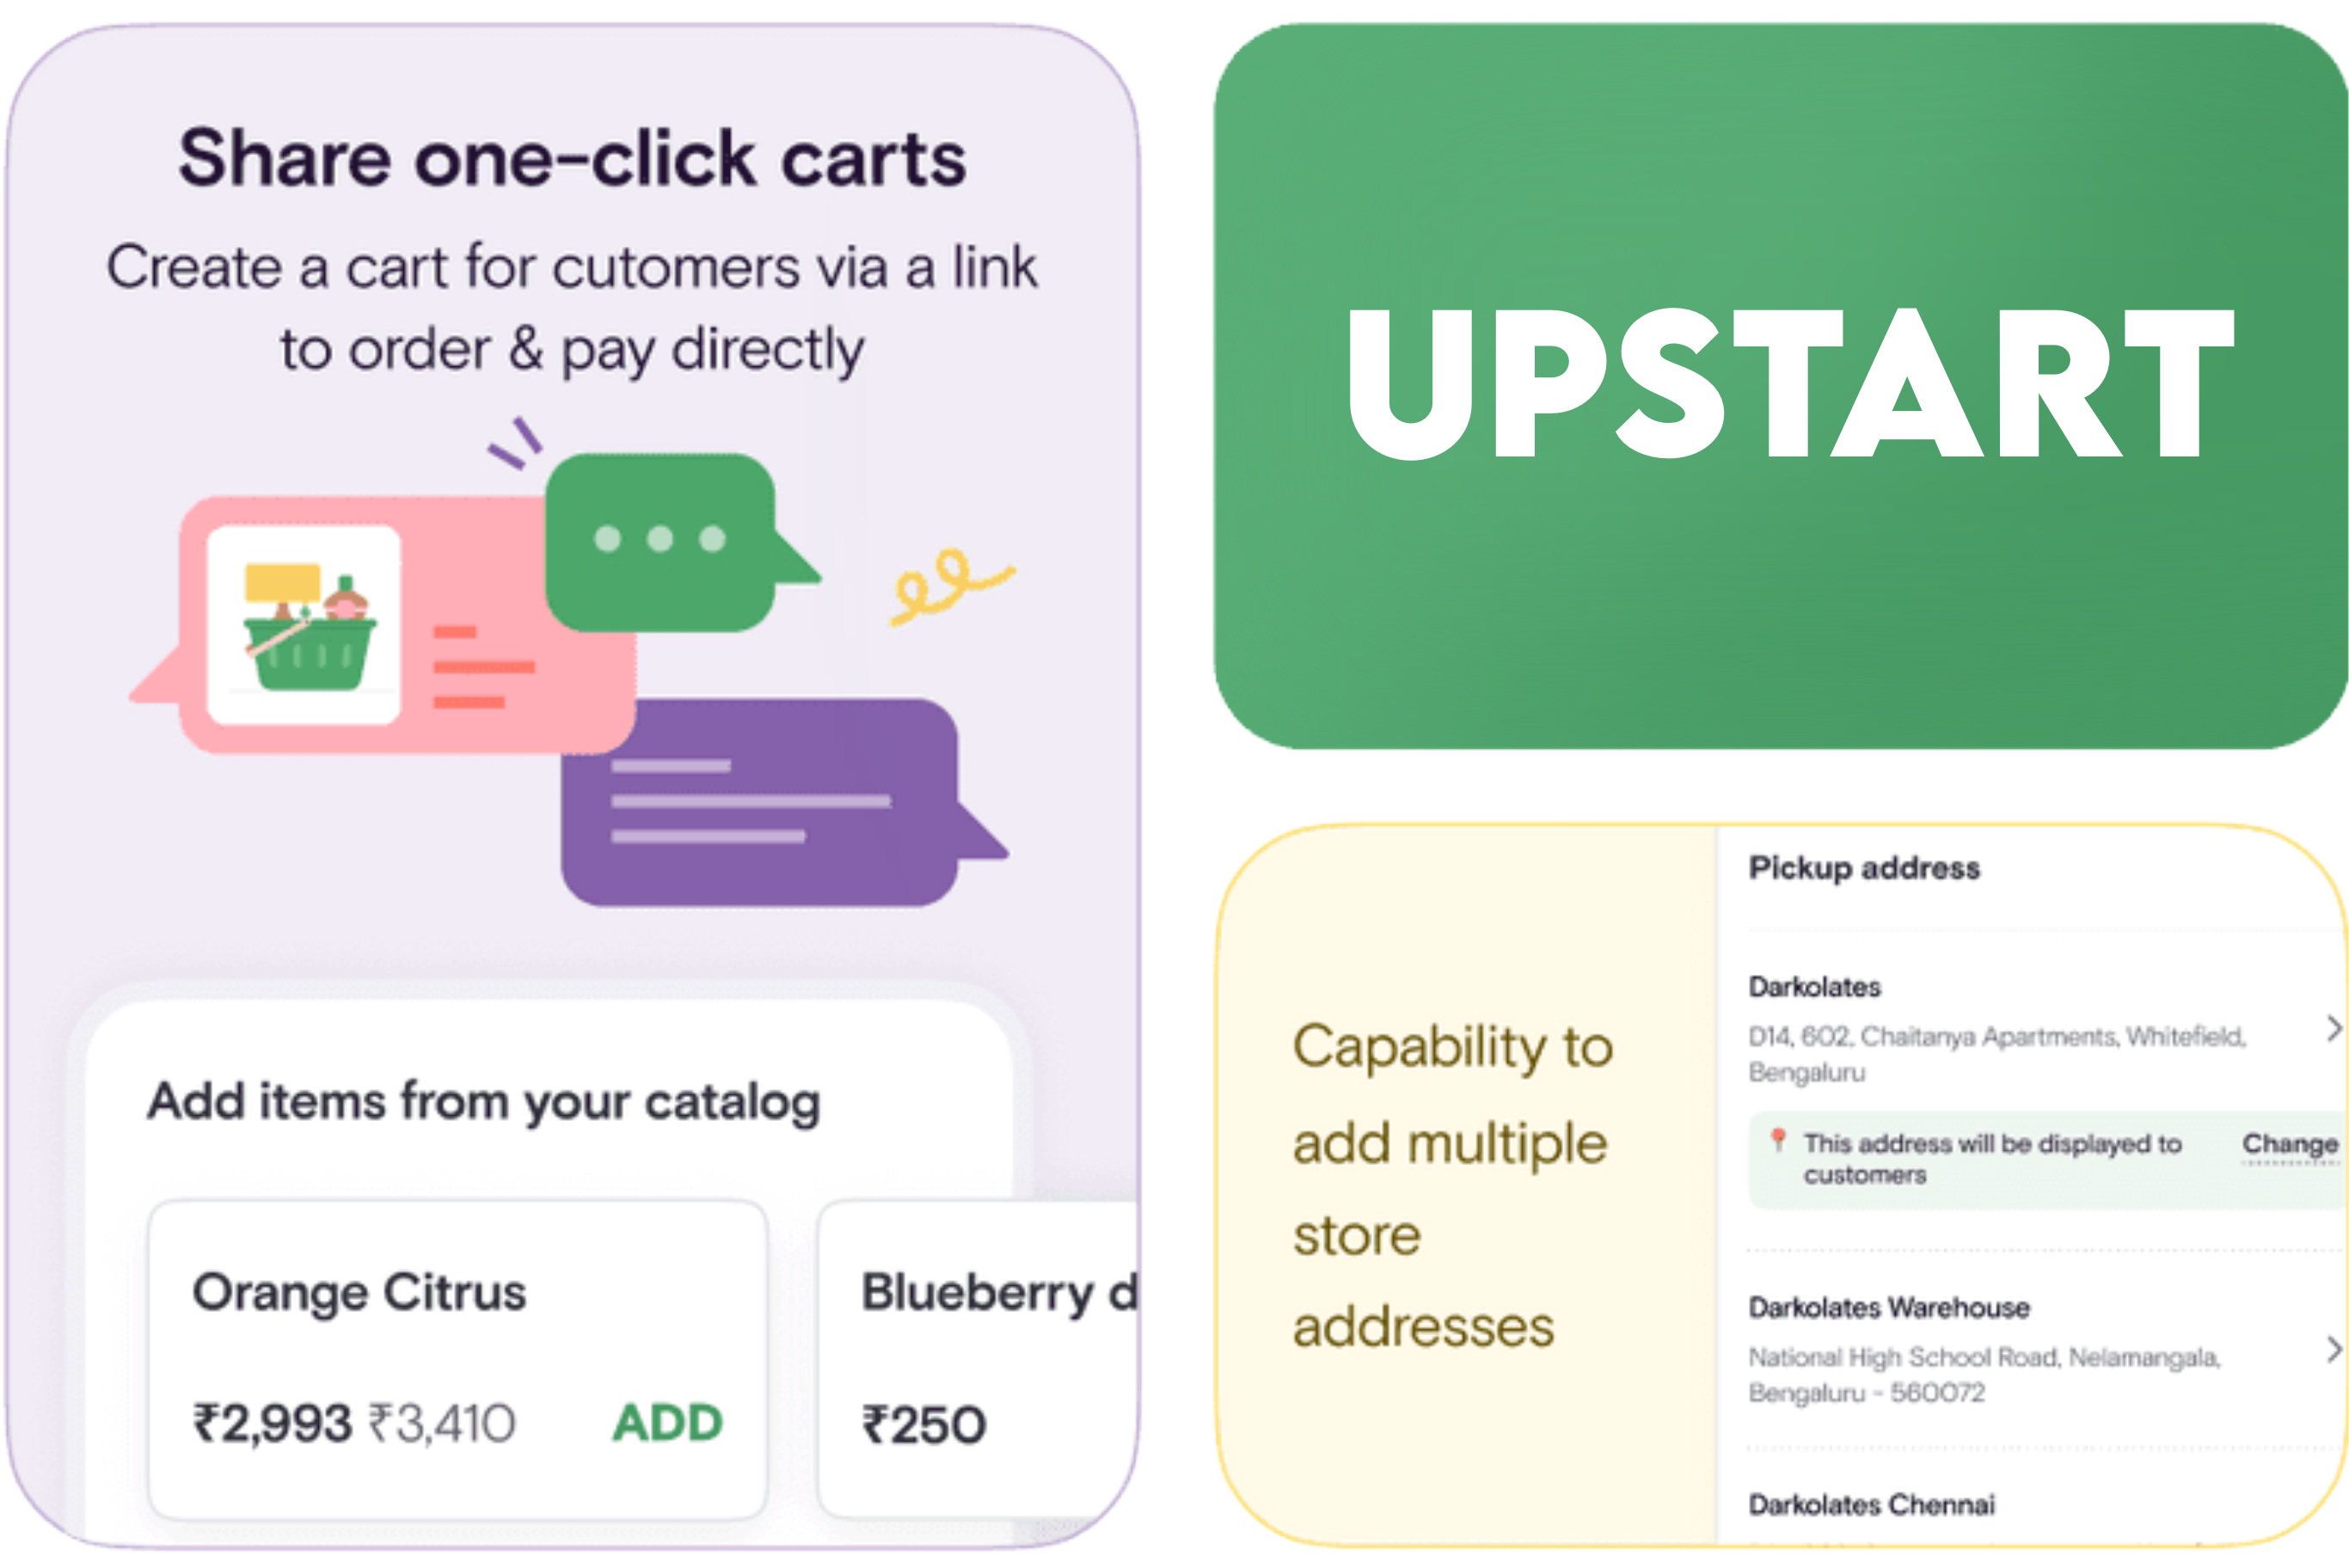 Share one-click carts
Create a cart for cutomers via a link
to order & pay directly
Add items from your catalog
Orange Citrus
₹2,993 ₹3,410 ADD
Blueberry d
₹250
UPSTART
Capability to
add multiple
store
addresses
Pickup address
Darkolates
D14, 602, Chaitanya Apartments, Whitefield,
Bengaluru
This address will be displayed to
customers
Change
Darkolates Warehouse
National High School Road, Nelamangala,
Bengaluru - 560072
Darkolates Chennai